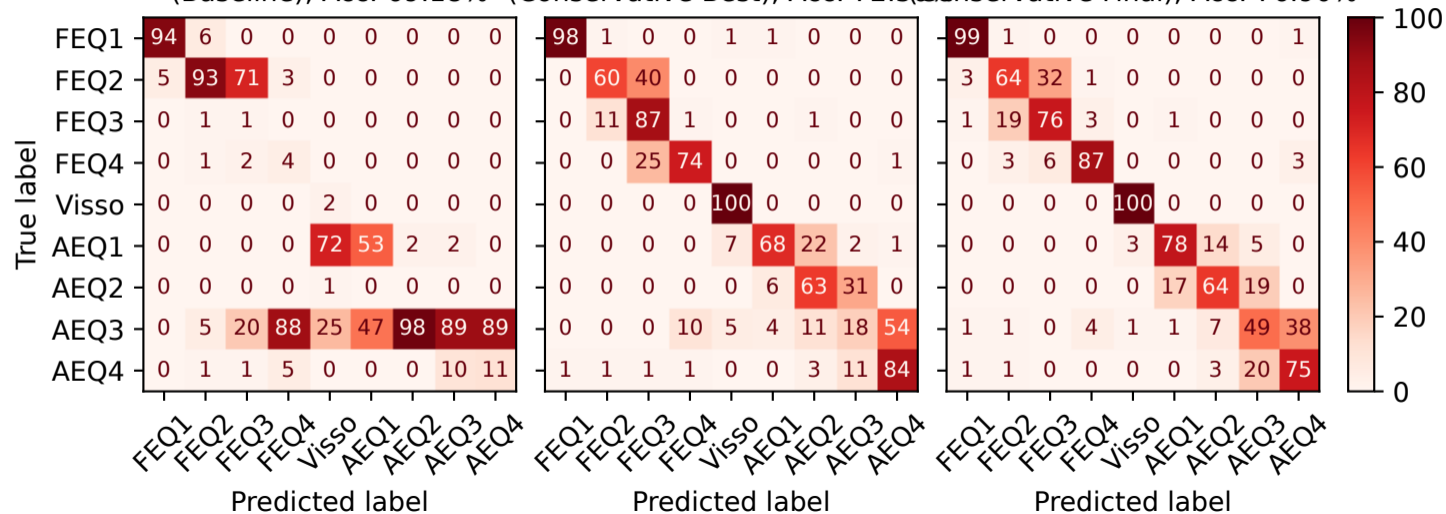 FEQ1 94 6 0 0 0 0 0 0 0 98 1 0 0 1 1 0 0 0 99 1 0 0 0 0 0 0 1 100
FEQ2 5 93 71 3 0 0 0 0 0 0 60 40 0 0 0 0 0 0 3 64 32 1 0 0 0 0 0 80
FEQ3 0 1 1 0 0 0 0 0 0 0 11 87 1 0 0 1 0 0 1 19 76 3 0 1 0 0 0
FEQ4 0 1 2 4 0 0 0 0 0 0 0 25 74 0 0 0 0 1 0 3 6 87 0 0 0 0 3 60
Visso 0 0 0 0 2 0 0 0 0 0 0 0 0 100 0 0 0 0 0 0 0 0 100 0 0 0 0
AEQ1 0 0 0 0 72 53 2 2 0 0 0 0 0 7 68 22 2 1 0 0 0 0 3 78 14 5 0 40
AEQ2 0 0 0 0 1 0 0 0 0 0 0 0 0 0 6 63 31 0 0 0 0 0 0 17 64 19 0
AEQ3 0 5 20 88 25 47 98 89 89 0 0 0 10 5 4 11 18 54 1 1 0 4 1 1 7 49 38 20
AEQ4 0 1 1 5 0 0 0 10 11 1 1 1 1 0 0 3 11 84 1 1 0 0 0 0 3 20 75 0
True label
FEQ1 FEQ2 FEQ3 FEQ4 Visso AEQ1 AEQ2 AEQ3 AEQ4 FEQ1 FEQ2 FEQ3 FEQ4 Visso AEQ1 AEQ2 AEQ3 AEQ4 FEQ1 FEQ2 FEQ3 FEQ4 Visso AEQ1 AEQ2 AEQ3 AEQ4
Predicted label Predicted label Predicted label